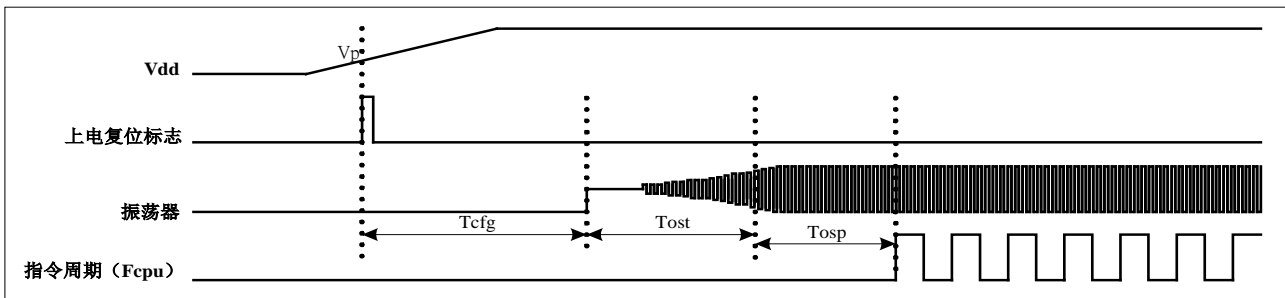 Vp
Vdd
上电复位标志
振荡器
Tcfg
Tost
Tosp
指令周期（Fcpu）